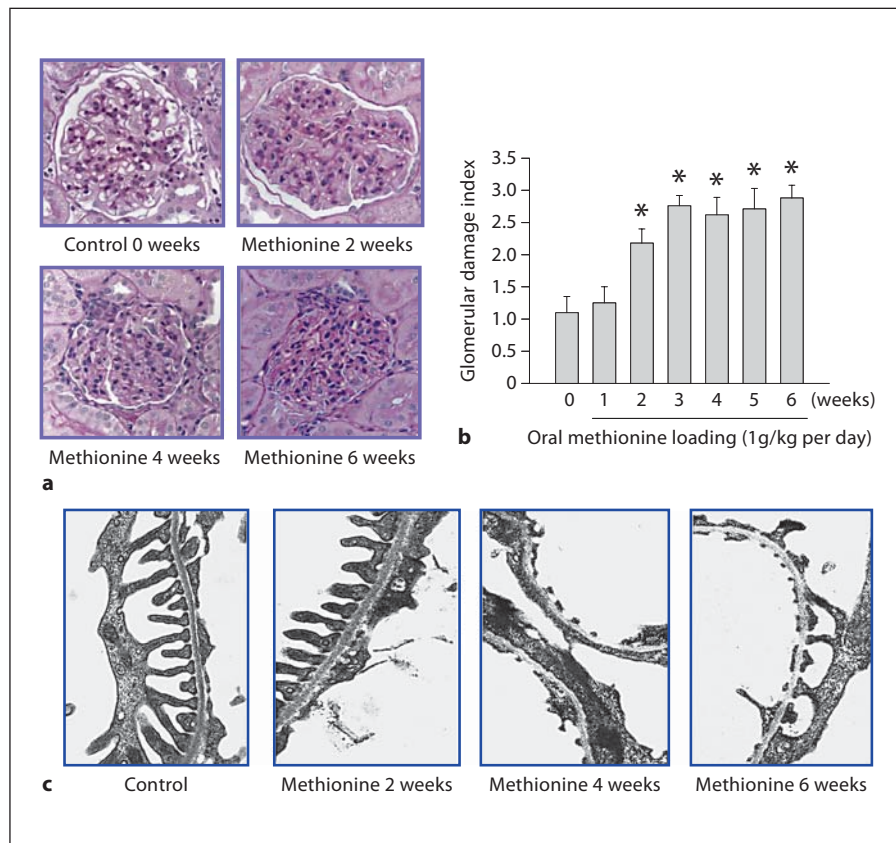 Control 0 weeks
Methionine 2 weeks
Methionine 4 weeks
Methionine 6 weeks
a
Glomerular damage index
3.5
3.0
2.5
2.0
1.5
1.0
0.5
0
* * * * *
0 1 2 3 4 5 6 (weeks)
Oral methionine loading (1g/kg per day)
b
Control
Methionine 2 weeks
Methionine 4 weeks
Methionine 6 weeks
c